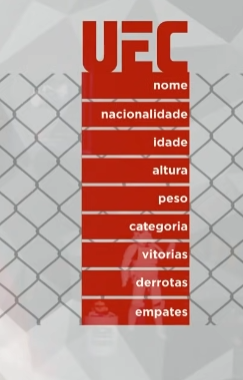 UFC
nome
nacionalidade
idade
altura
peso
categoria
vitorias
derrotas
empates